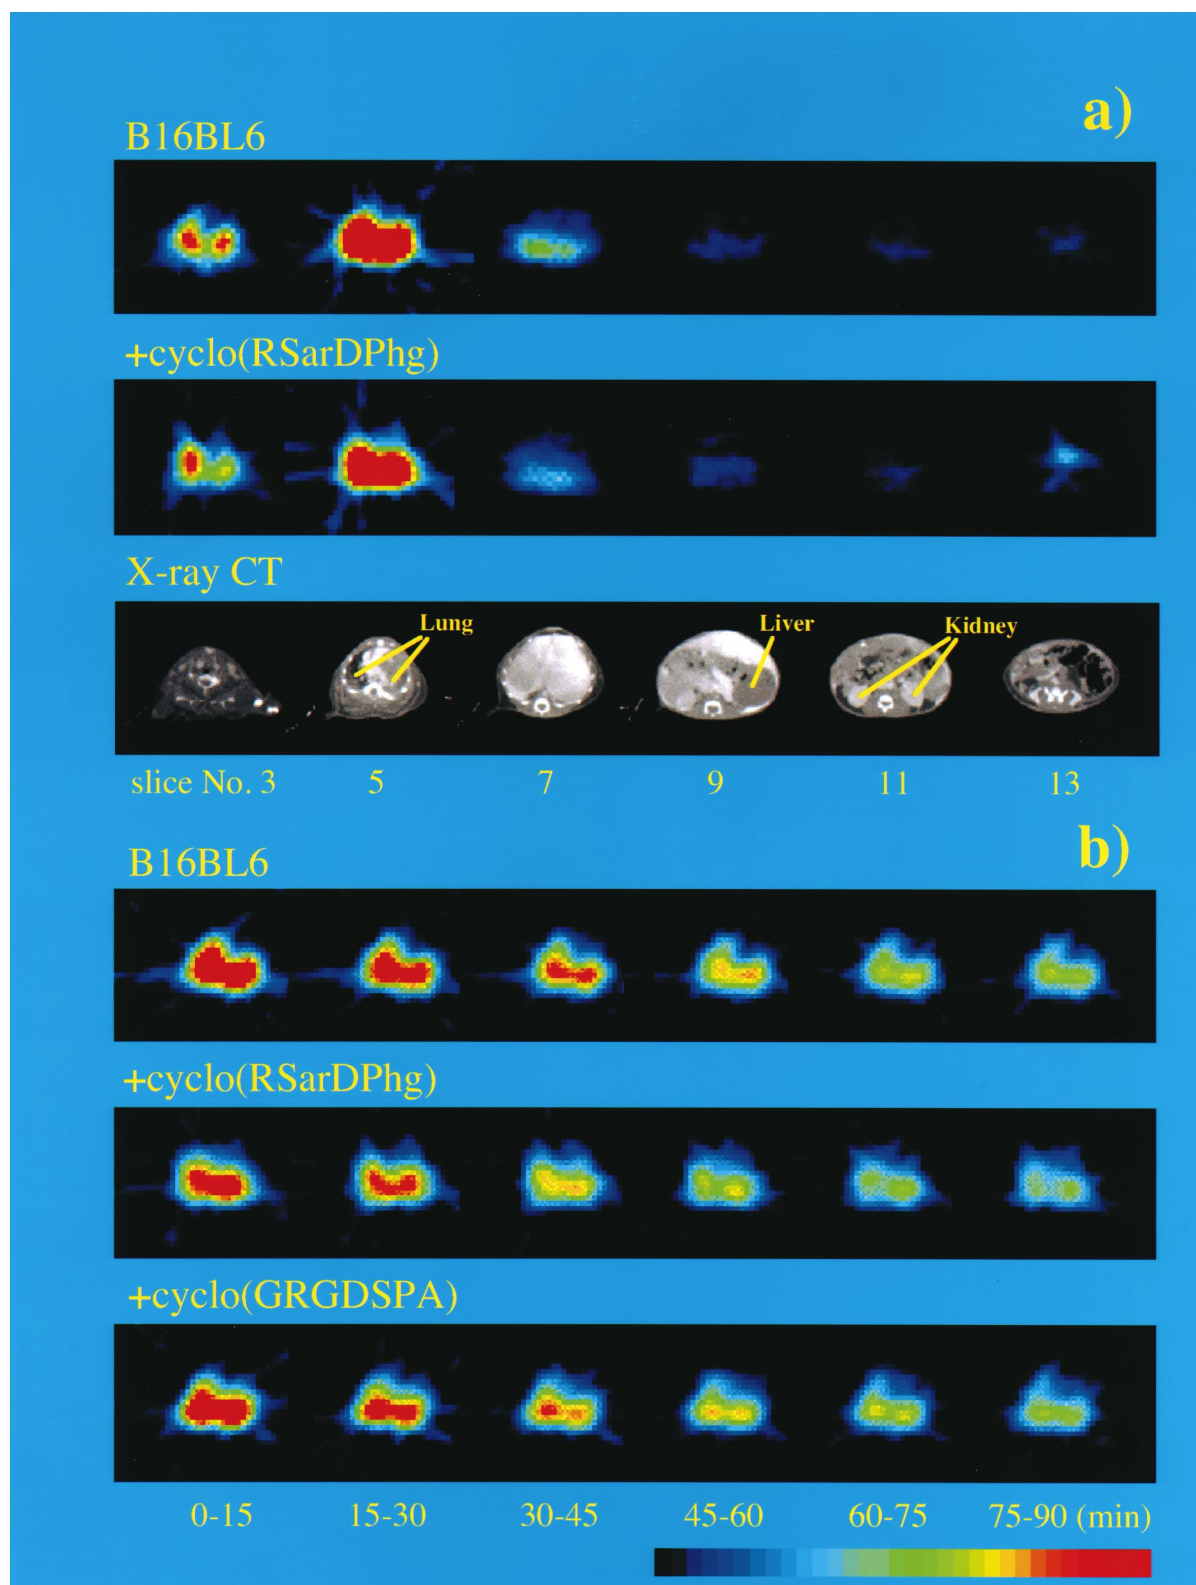 a)
B16BL6
+cyclo(RSarDPhg)
X-ray CT
Lung
Liver
Kidney
slice No. 3 5 7 9 11 13
b)
B16BL6
+cyclo(RSarDPhg)
+cyclo(GRGDSPA)
0-15 15-30 30-45 45-60 60-75 75-90 (min)